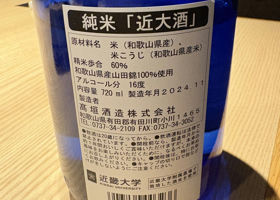 純米「近大酒」
原材料名 米（和歌山県産）、
米こうじ（和歌山県産米）
精米歩合 60%
和歌山県産山田錦100%使用
アルコール分 16度
内容量 720ml 製造年月 2024.11
製造者
高垣酒造株式会社
和歌山県有田郡有田川町小川1465
TEL 0737-34-2109 FAX 0737-34-3050
近畿大学
KINDAI UNIVERSITY